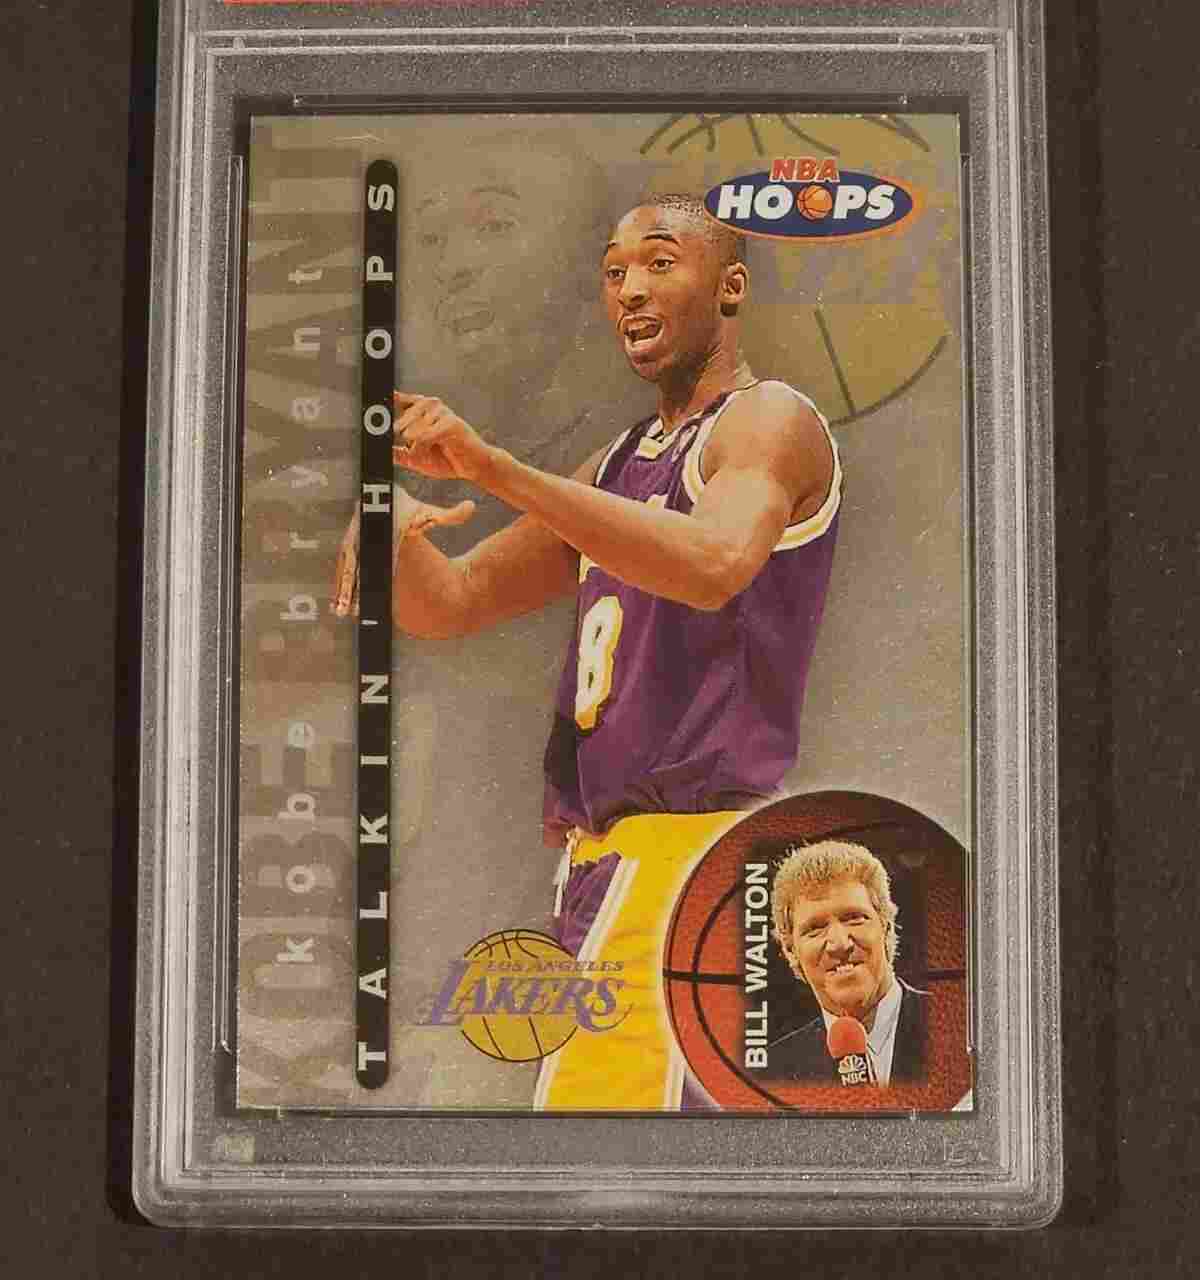 NBA
HOOPS
KOBE BRYANT
kobe bryant
TALKIN' HOOPS
8
LOS ANGELES
LAKERS
BILL WALTON
NBC